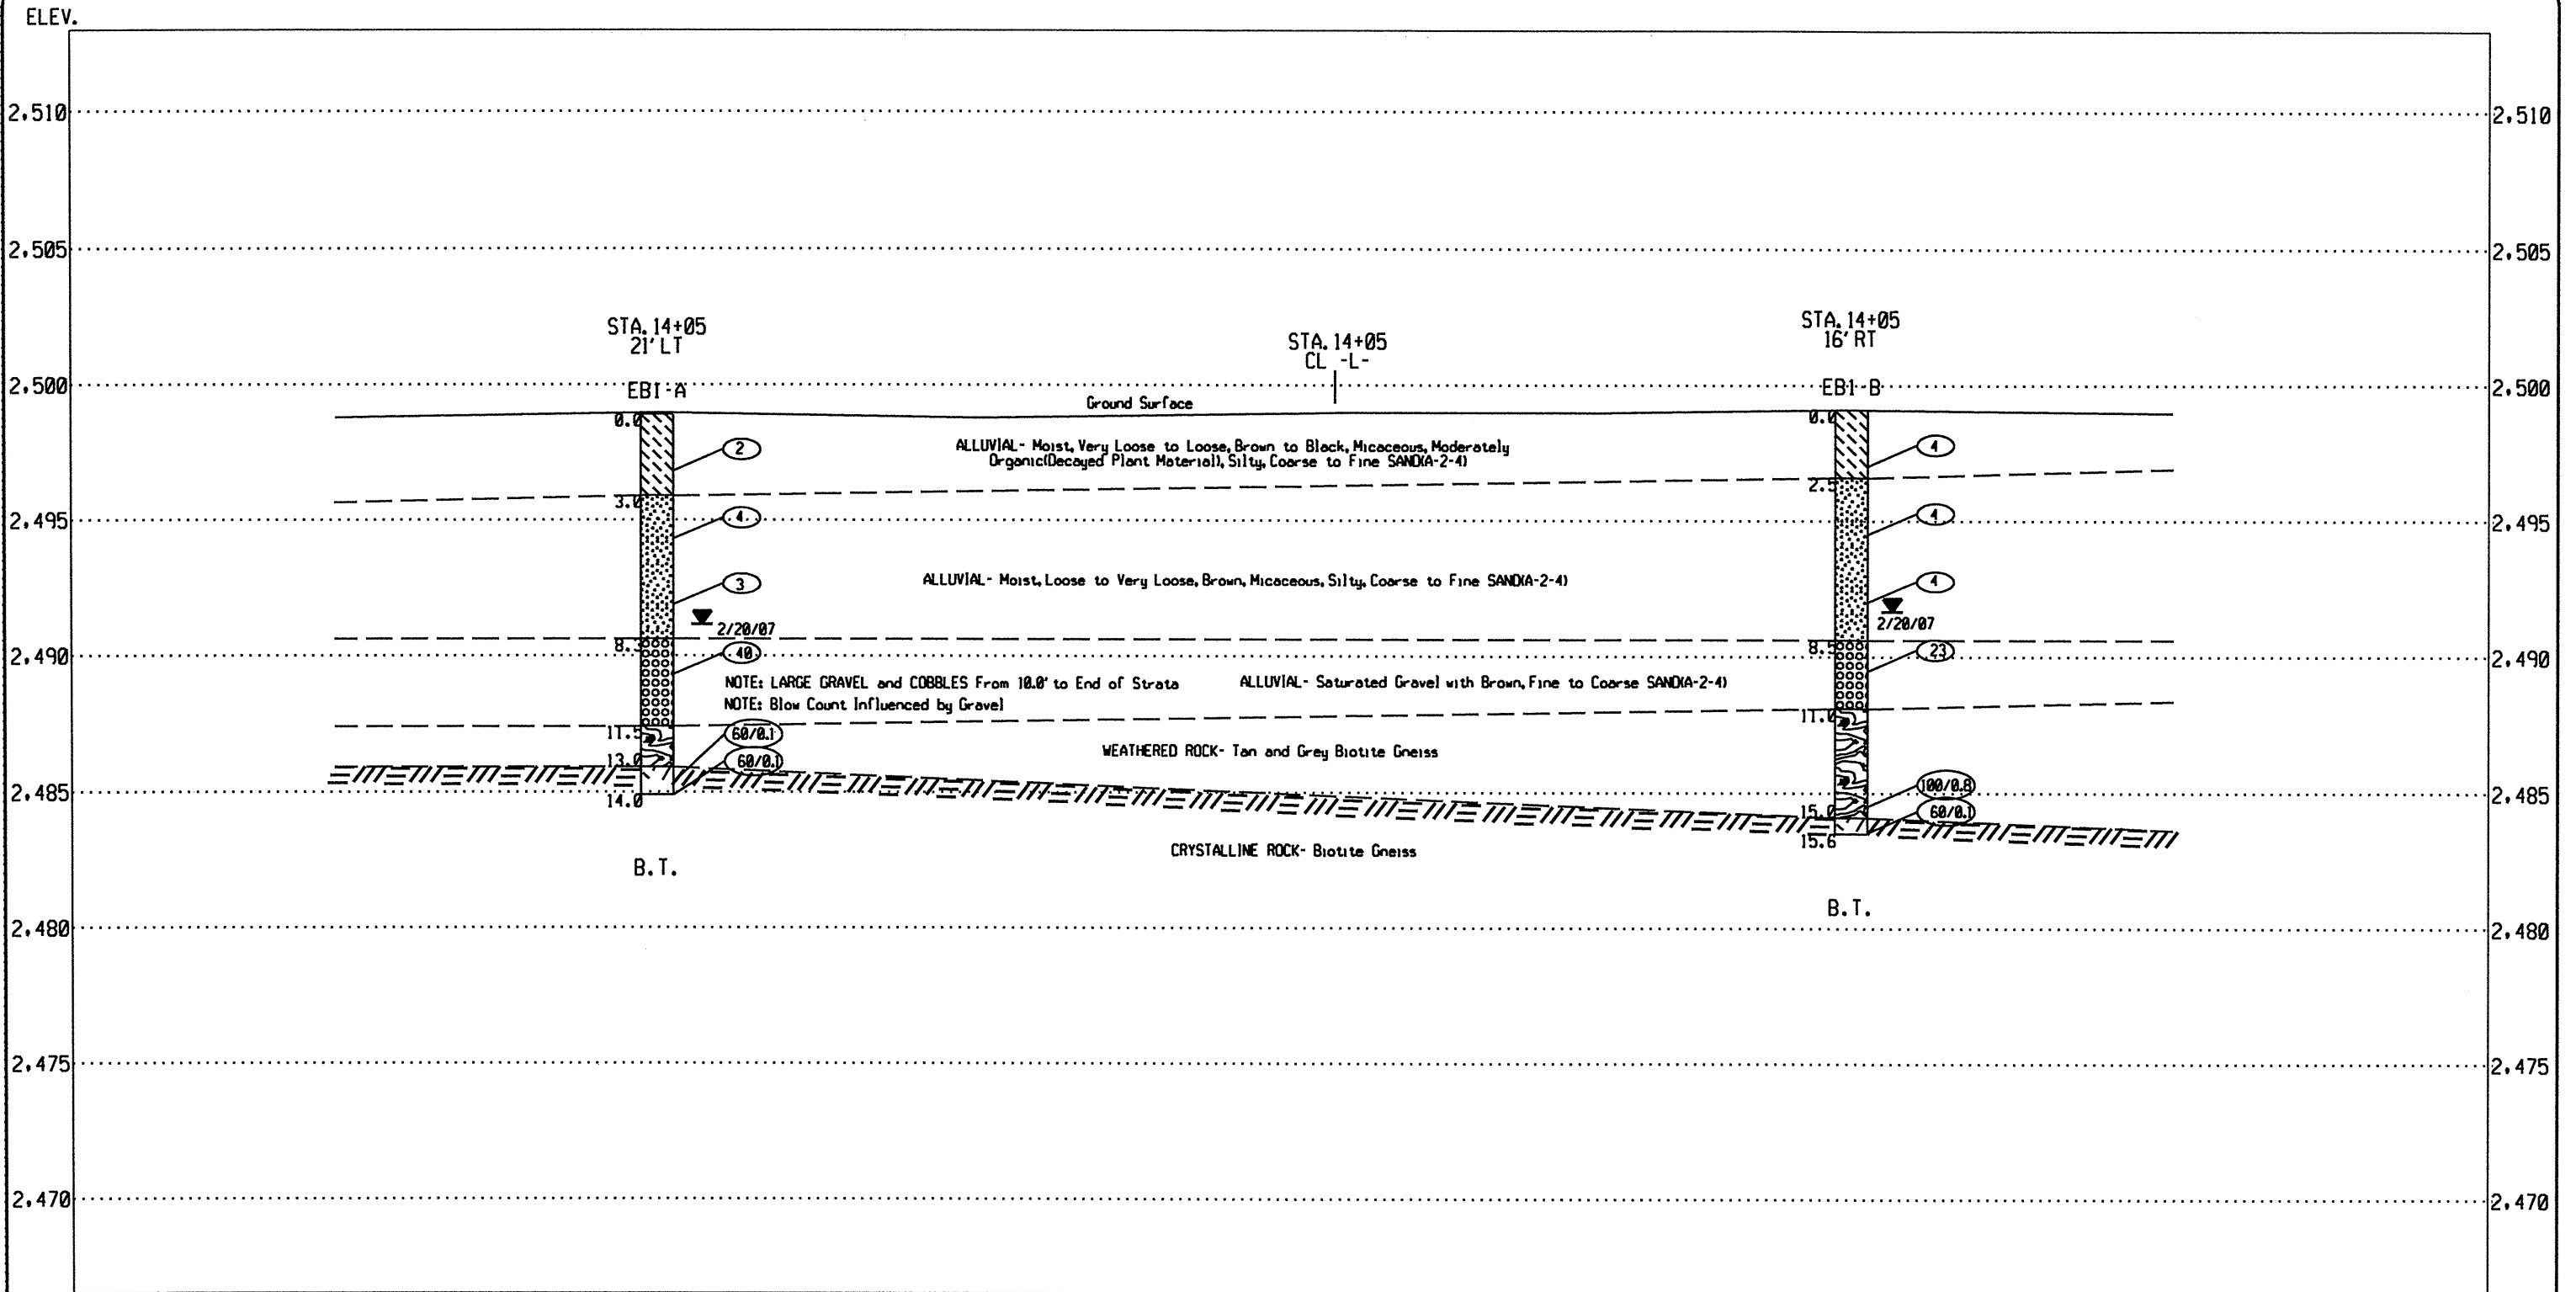 ELEV.
2,510 2,510
2,505 2,505
STA. 14+05
21' LT
STA. 14+05
CL -L-
STA. 14+05
16' RT
2,500 2,500
EB1-A
EB1-B
Ground Surface
0.0
0.0
2
4
ALLUVIAL- Moist, Very Loose to Loose, Brown to Black, Micaceous, Moderately
Organic(Decayed Plant Material), Silty, Coarse to Fine SAND(A-2-4)
3.0
2.5
2,495 2,495
4
4
3
4
ALLUVIAL- Moist, Loose to Very Loose, Brown, Micaceous, Silty, Coarse to Fine SAND(A-2-4)
2/20/07
2/20/07
8.3
8.5
2,490 2,490
40
23
NOTE: LARGE GRAVEL and COBBLES From 10.0' to End of Strata
ALLUVIAL- Saturated Gravel with Brown, Fine to Coarse SAND(A-2-4)
NOTE: Blow Count Influenced by Gravel
11.5
11.0
60/0.1
WEATHERED ROCK- Tan and Grey Biotite Gneiss
13.0
60/0.1
100/0.8
2,485 2,485
14.0
15.0
60/0.1
15.6
CRYSTALLINE ROCK- Biotite Gneiss
B.T.
B.T.
2,480 2,480
2,475 2,475
2,470 2,470